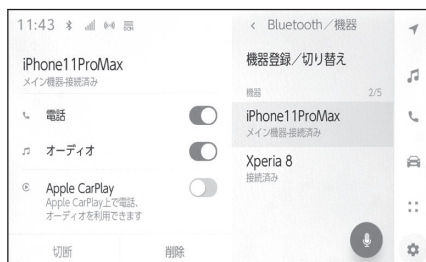 11:43
iPhone11ProMax
メイン機器-接続済み
電話
オーディオ
Apple CarPlay
Apple CarPlay上で電話、
オーディオを利用できます
切断
削除
< Bluetooth／機器
機器登録／切り替え
機器 2/5
iPhone11ProMax
メイン機器-接続済み
Xperia 8
接続済み